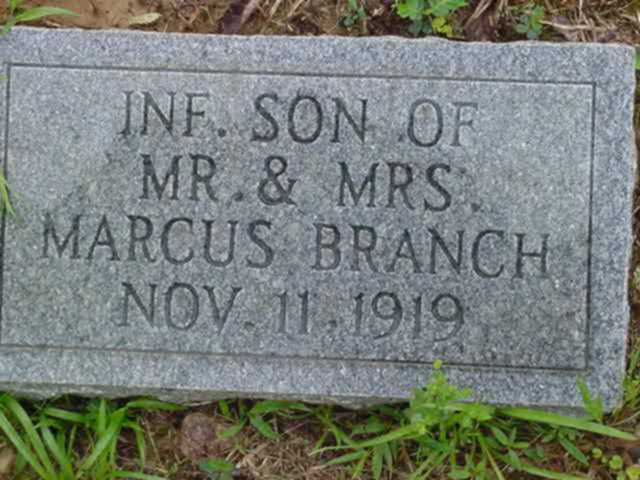 INF. SON OF
MR. & MRS.
MARCUS BRANCH
NOV. 11. 1919